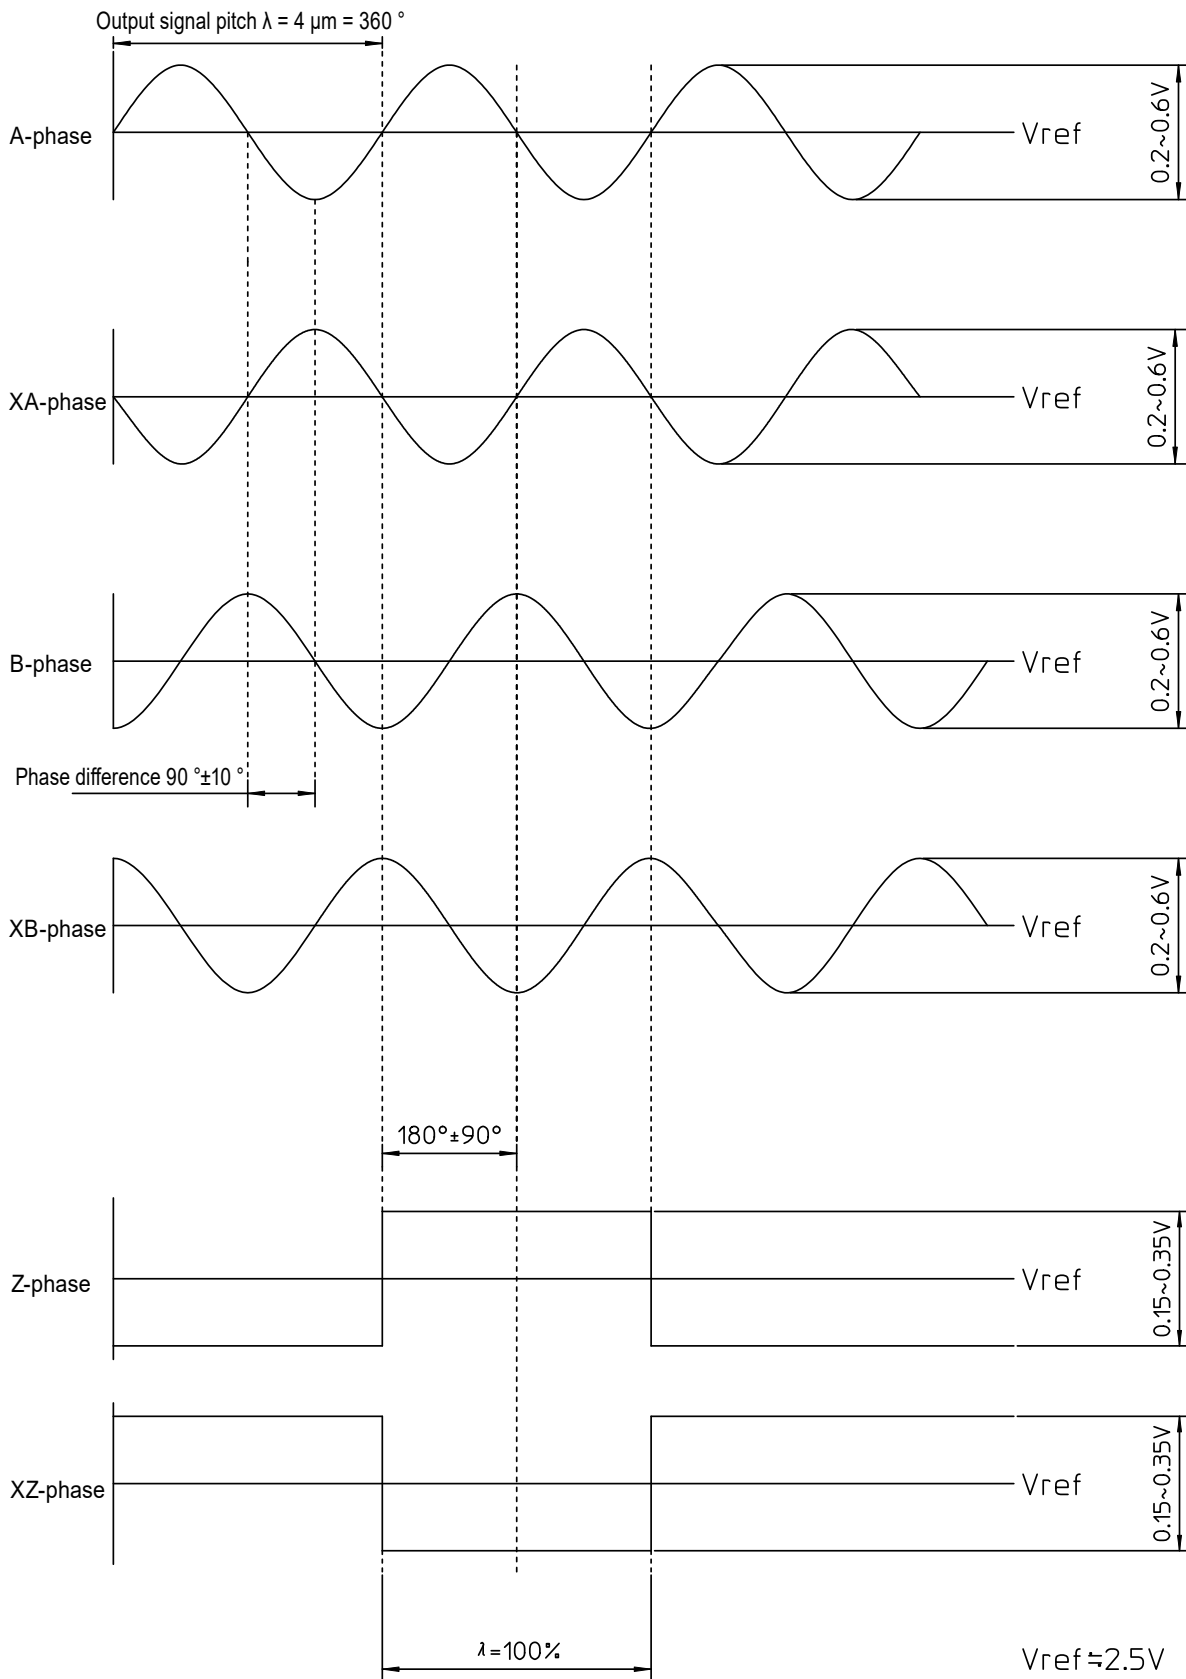 Output signal pitch λ = 4 μm = 360 °
A-phase
Vref
0.2~0.6V
XA-phase
Vref
0.2~0.6V
B-phase
Vref
0.2~0.6V
Phase difference 90 °±10 °
XB-phase
Vref
0.2~0.6V
180°±90°
Z-phase
Vref
0.15~0.35V
XZ-phase
Vref
0.15~0.35V
λ=100%
Vref≒2.5V